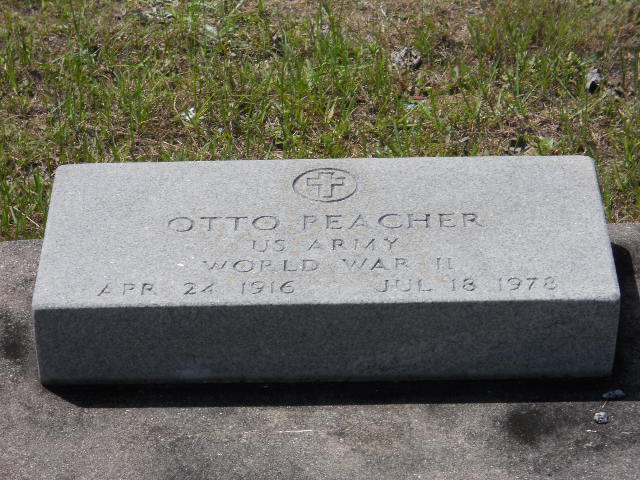 OTTO PEACHER
US ARMY
WORLD WAR II
APR 24 1916 JUL 18 1978